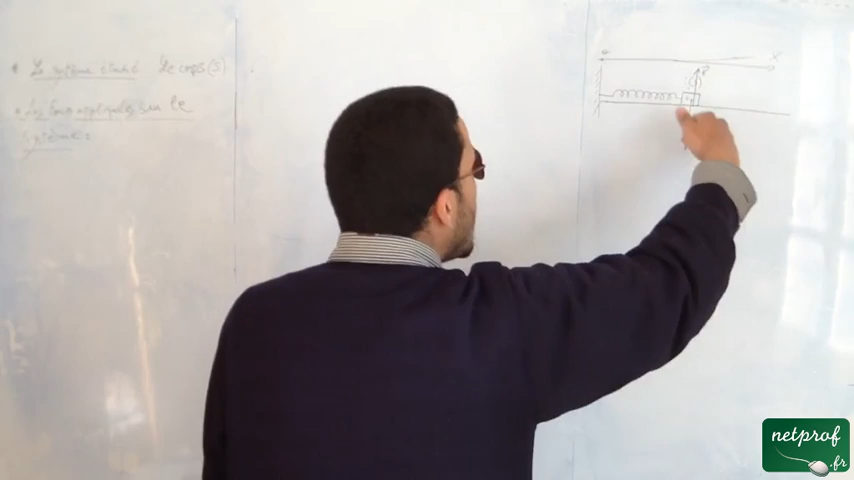 Le système étudié Le corps (S)
Les forces appliquées sur le
système:
x
R
netprof
.fr